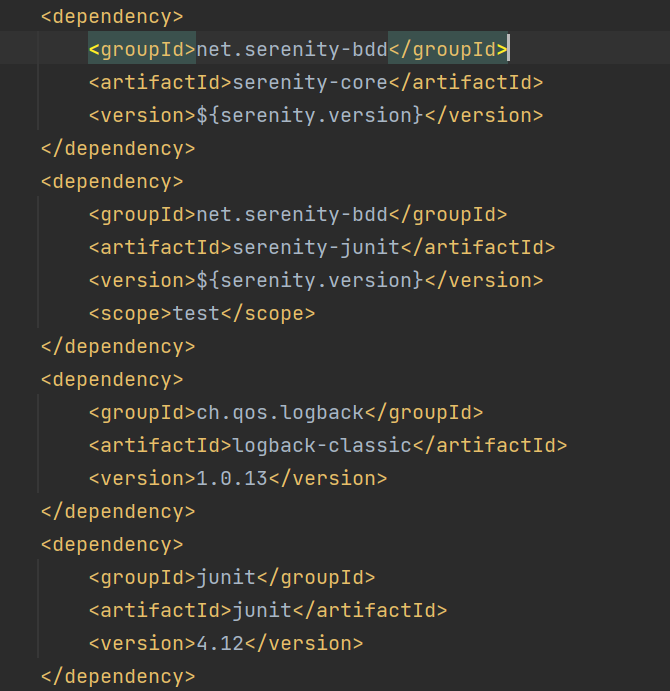 <dependency>
<groupId>net.serenity-bdd</groupId>
<artifactId>serenity-core</artifactId>
<version>${serenity.version}</version>
</dependency>
<dependency>
<groupId>net.serenity-bdd</groupId>
<artifactId>serenity-junit</artifactId>
<version>${serenity.version}</version>
<scope>test</scope>
</dependency>
<dependency>
<groupId>ch.qos.logback</groupId>
<artifactId>logback-classic</artifactId>
<version>1.0.13</version>
</dependency>
<dependency>
<groupId>junit</groupId>
<artifactId>junit</artifactId>
<version>4.12</version>
</dependency>